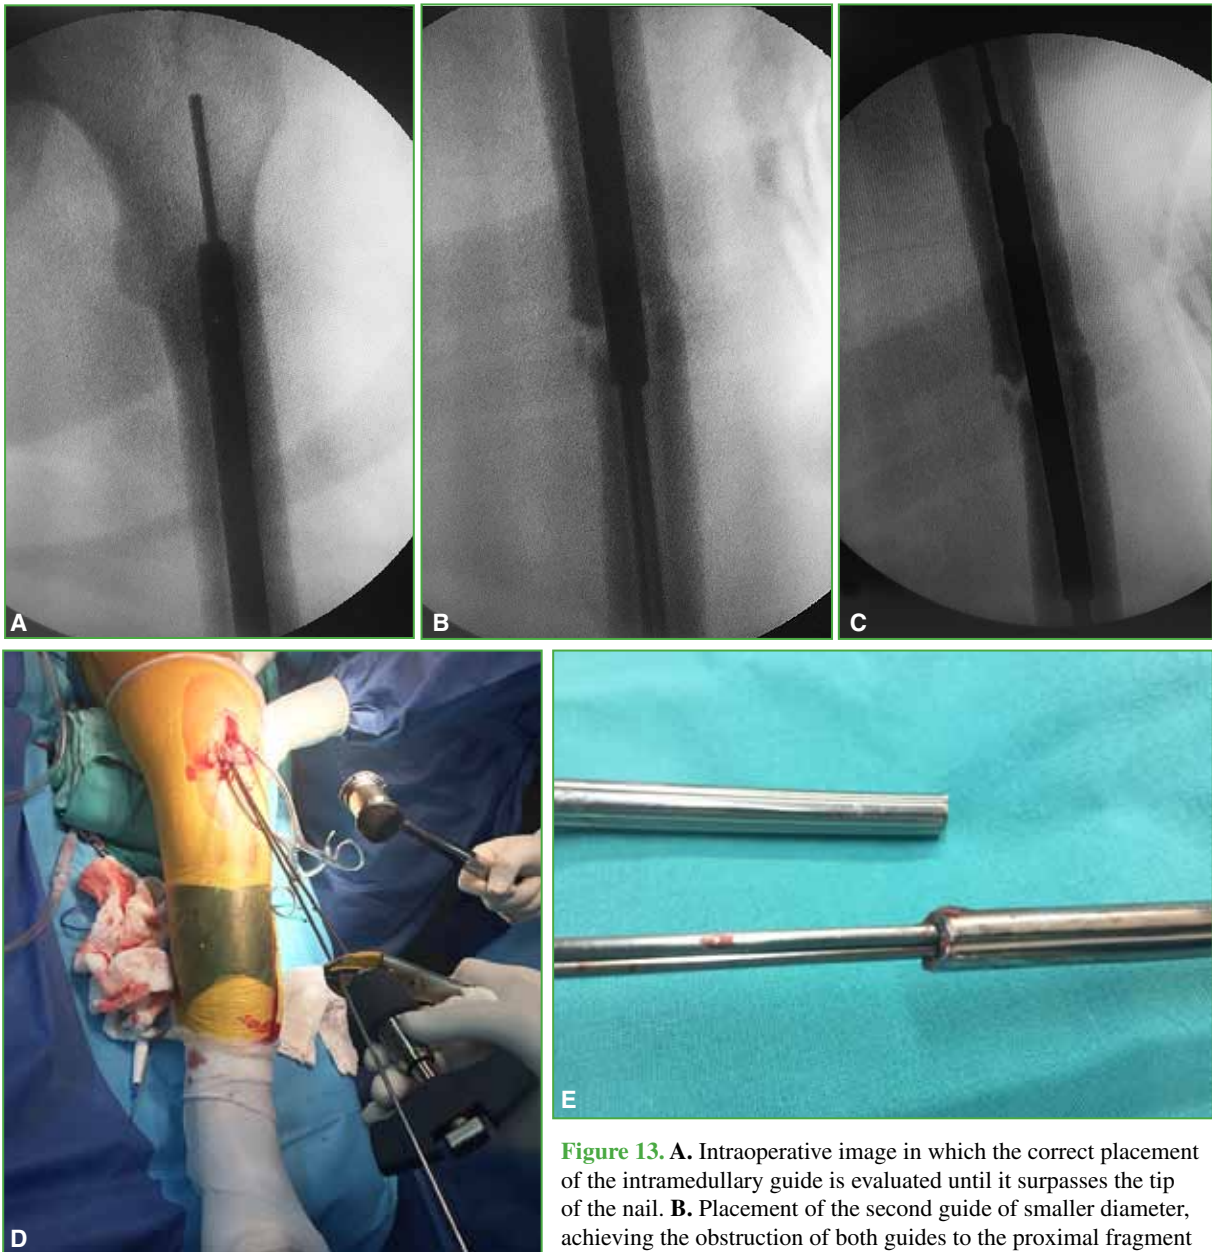 A
B
C
D
E
Figure 13. A. Intraoperative image in which the correct placement
of the intramedullary guide is evaluated until it surpasses the tip
of the nail. B. Placement of the second guide of smaller diameter,
achieving the obstruction of both guides to the proximal fragment